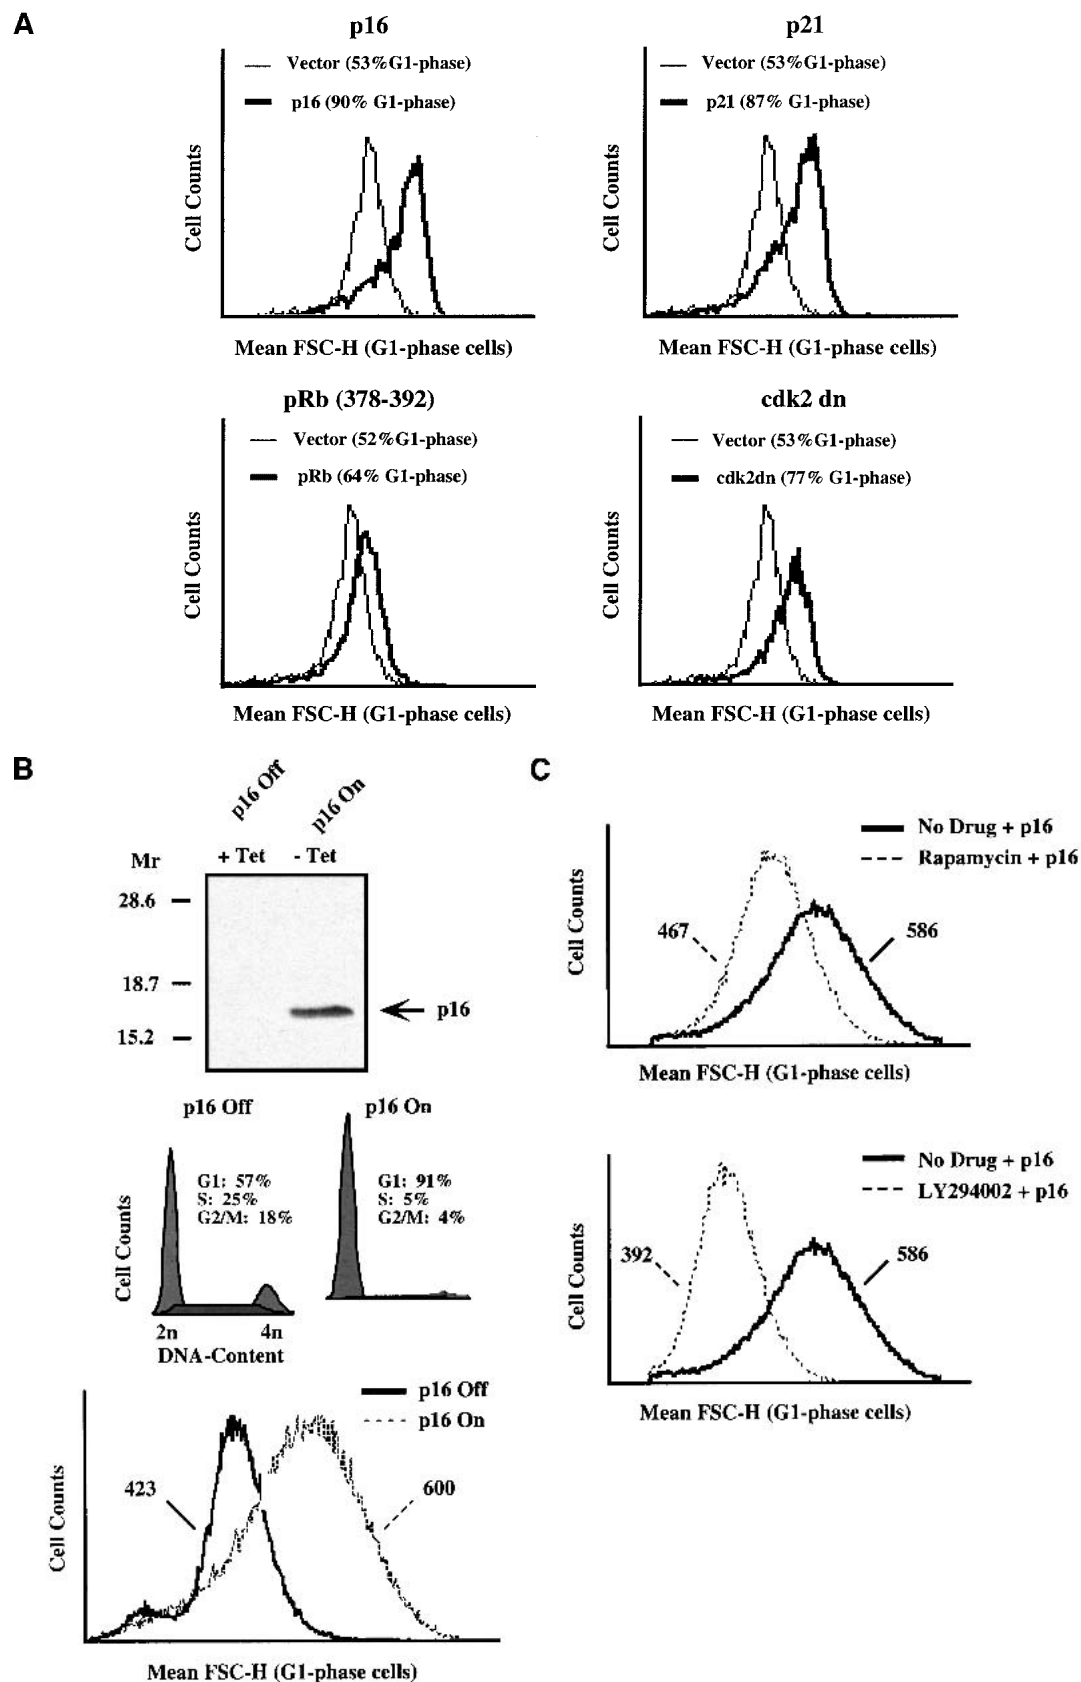 A
p16
Vector (53%G1-phase)
p16 (90% G1-phase)
Cell Counts
Mean FSC-H (G1-phase cells)
p21
Vector (53%G1-phase)
p21 (87% G1-phase)
Cell Counts
Mean FSC-H (G1-phase cells)
pRb (378-392)
Vector (52%G1-phase)
pRb (64% G1-phase)
Cell Counts
Mean FSC-H (G1-phase cells)
cdk2 dn
Vector (53%G1-phase)
cdk2dn (77% G1-phase)
Cell Counts
Mean FSC-H (G1-phase cells)
B
p16 Off
p16 On
Mr
+ Tet
- Tet
28.6
18.7
15.2
p16
p16 Off
G1: 57%
S: 25%
G2/M: 18%
p16 On
G1: 91%
S: 5%
G2/M: 4%
Cell Counts
2n
4n
DNA-Content
p16 Off
p16 On
423
600
Cell Counts
Mean FSC-H (G1-phase cells)
C
No Drug + p16
Rapamycin + p16
467
586
Cell Counts
Mean FSC-H (G1-phase cells)
No Drug + p16
LY294002 + p16
392
586
Cell Counts
Mean FSC-H (G1-phase cells)